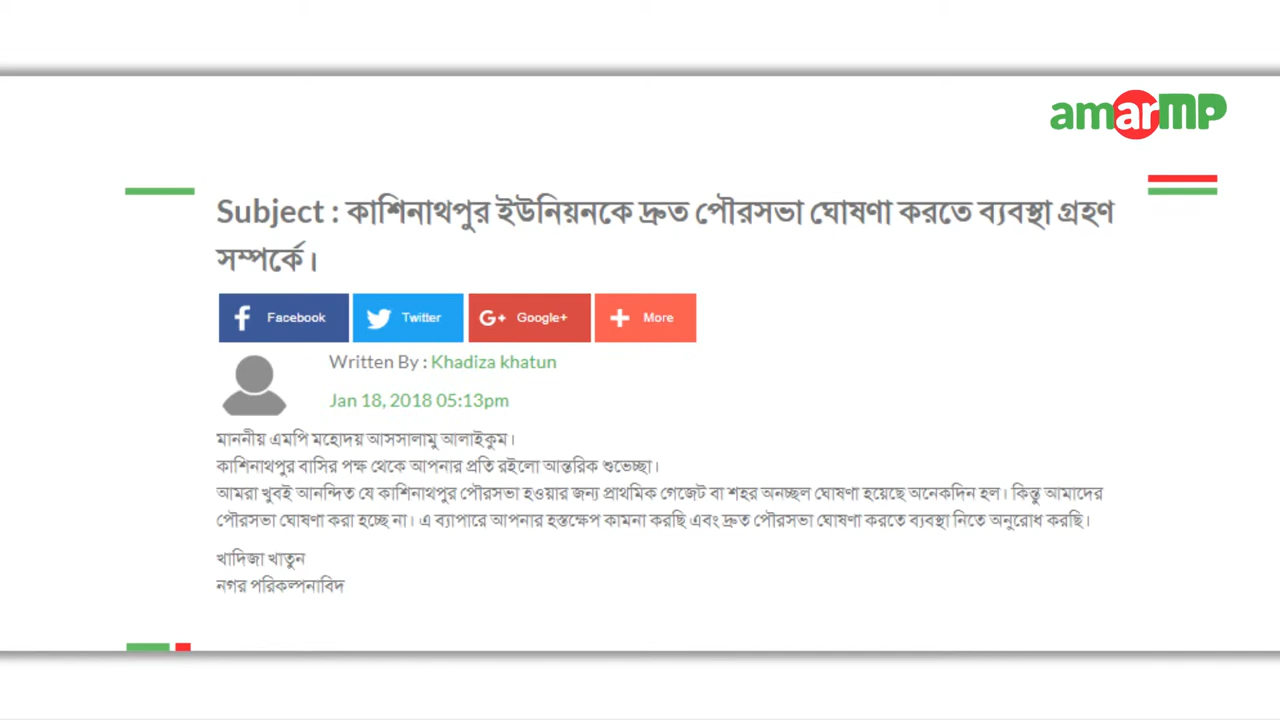 amarMP
Subject : কাশিনাথপুর ইউনিয়নকে দ্রুত পৌরসভা ঘোষণা করতে ব্যবস্থা গ্রহণ
সম্পর্কে।
Facebook Twitter G+ Google+ More
Written By : Khadiza khatun
Jan 18, 2018 05:13pm
মাননীয় এমপি মহোদয় আসসালামু আলাইকুম।
কাশিনাথপুর বাসির পক্ষ থেকে আপনার প্রতি রইলো আন্তরিক শুভেচ্ছা।
আমরা খুবই আনন্দিত যে কাশিনাথপুর পৌরসভা হওয়ার জন্য প্রাথমিক গেজেট বা শহর অনচ্ছল ঘোষণা হয়েছে অনেকদিন হল। কিন্তু আমাদের
পৌরসভা ঘোষণা করা হচ্ছে না। এ ব্যাপারে আপনার হস্তক্ষেপ কামনা করছি এবং দ্রুত পৌরসভা ঘোষণা করতে ব্যবস্থা নিতে অনুরোধ করছি।
খাদিজা খাতুন
নগর পরিকল্পনাবিদ